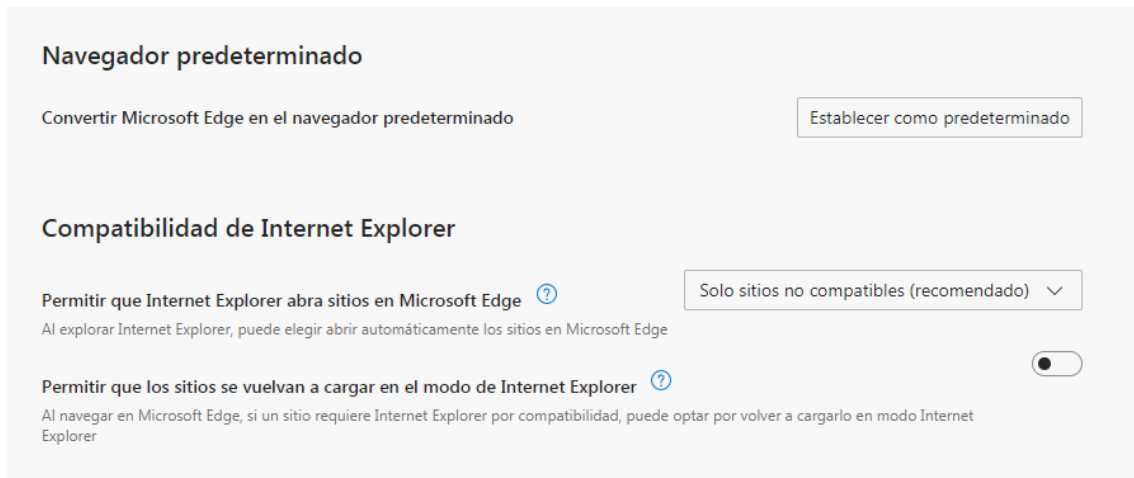 Navegador predeterminado
Convertir Microsoft Edge en el navegador predeterminado
Establecer como predeterminado
Compatibilidad de Internet Explorer
Permitir que Internet Explorer abra sitios en Microsoft Edge
Solo sitios no compatibles (recomendado)
Al explorar Internet Explorer, puede elegir abrir automáticamente los sitios en Microsoft Edge
Permitir que los sitios se vuelvan a cargar en el modo de Internet Explorer
Al navegar en Microsoft Edge, si un sitio requiere Internet Explorer por compatibilidad, puede optar por volver a cargarlo en modo Internet
Explorer